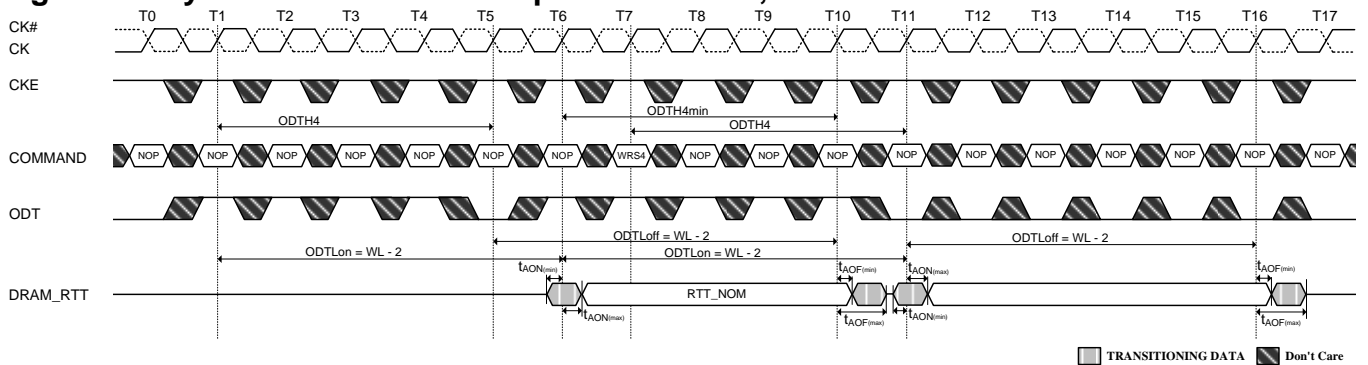 T0 T1 T2 T3 T4 T5 T6 T7 T8 T9 T10 T11 T12 T13 T14 T15 T16 T17
CK#
CK
CKE
ODTH4min
ODTH4
ODTH4
COMMAND NOP NOP NOP NOP NOP NOP NOP WRS4 NOP NOP NOP NOP NOP NOP NOP NOP NOP NOP
ODT
ODTLoff = WL - 2 ODTLoff = WL - 2
ODTLon = WL - 2 ODTLon = WL - 2
tAON(min) tAOF(min) tAON(max) tAOF(min)
DRAM_RTT RTT_NOM
tAON(max) tAOF(max) tAON(min) tAOF(max)
TRANSITIONING DATA Don't Care